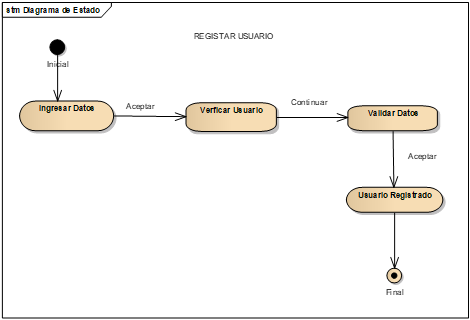 stm Diagrama de Estado
REGISTAR USUARIO
Inicial
Ingresar Datos
Aceptar
Verficar Usuario
Continuar
Validar Datos
Aceptar
Usuario Registrado
Final